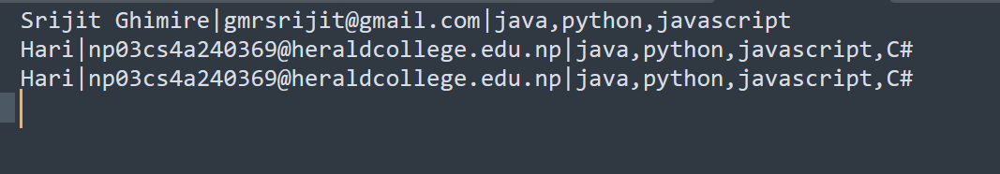 Srijit Ghimire|gmrsrijit@gmail.com|java,python,javascript
Hari|np03cs4a240369@heraldcollege.edu.np|java,python,javascript,C#
Hari|np03cs4a240369@heraldcollege.edu.np|java,python,javascript,C#